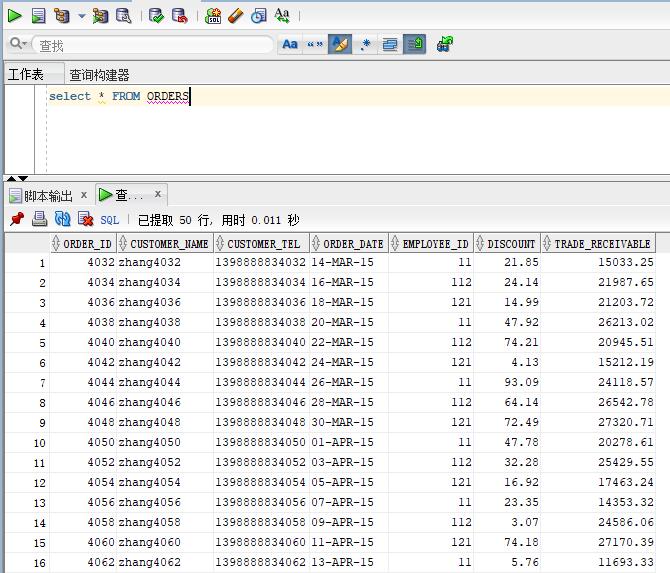 SQL
查找
Aa “” .*
工作表 查询构建器
select * FROM ORDERS
脚本输出 x 查... x
SQL | 已提取 50 行, 用时 0.011 秒
ORDER_ID CUSTOMER_NAME CUSTOMER_TEL ORDER_DATE EMPLOYEE_ID DISCOUNT TRADE_RECEIVABLE
1 4032 zhang4032 1398888834032 14-MAR-15 11 21.85 15033.25
2 4034 zhang4034 1398888834034 16-MAR-15 112 24.14 21987.65
3 4036 zhang4036 1398888834036 18-MAR-15 121 14.99 21203.72
4 4038 zhang4038 1398888834038 20-MAR-15 11 47.92 26213.02
5 4040 zhang4040 1398888834040 22-MAR-15 112 74.21 20945.51
6 4042 zhang4042 1398888834042 24-MAR-15 121 4.13 15212.19
7 4044 zhang4044 1398888834044 26-MAR-15 11 93.09 24118.57
8 4046 zhang4046 1398888834046 28-MAR-15 112 64.14 26542.78
9 4048 zhang4048 1398888834048 30-MAR-15 121 72.49 27320.71
10 4050 zhang4050 1398888834050 01-APR-15 11 47.78 20278.61
11 4052 zhang4052 1398888834052 03-APR-15 112 32.28 25429.55
12 4054 zhang4054 1398888834054 05-APR-15 121 16.92 17463.24
13 4056 zhang4056 1398888834056 07-APR-15 11 23.35 14353.32
14 4058 zhang4058 1398888834058 09-APR-15 112 3.07 24586.06
15 4060 zhang4060 1398888834060 11-APR-15 121 74.18 27170.39
16 4062 zhang4062 1398888834062 13-APR-15 11 5.76 11693.33